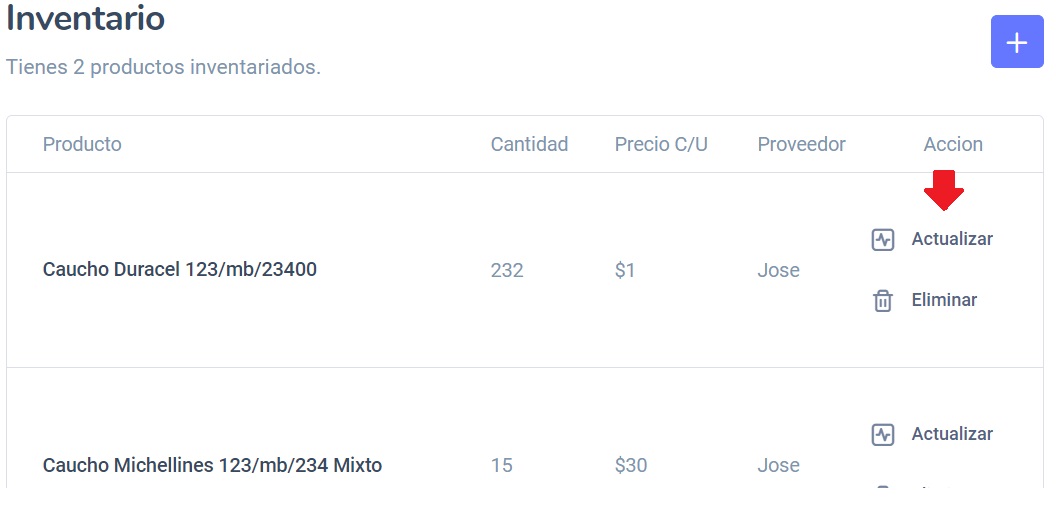 Inventario
Tienes 2 productos inventariados.
Producto Cantidad Precio C/U Proveedor Accion
Actualizar
Caucho Duracel 123/mb/23400 232 $1 Jose
Eliminar
Actualizar
Caucho Michellines 123/mb/234 Mixto 15 $30 Jose